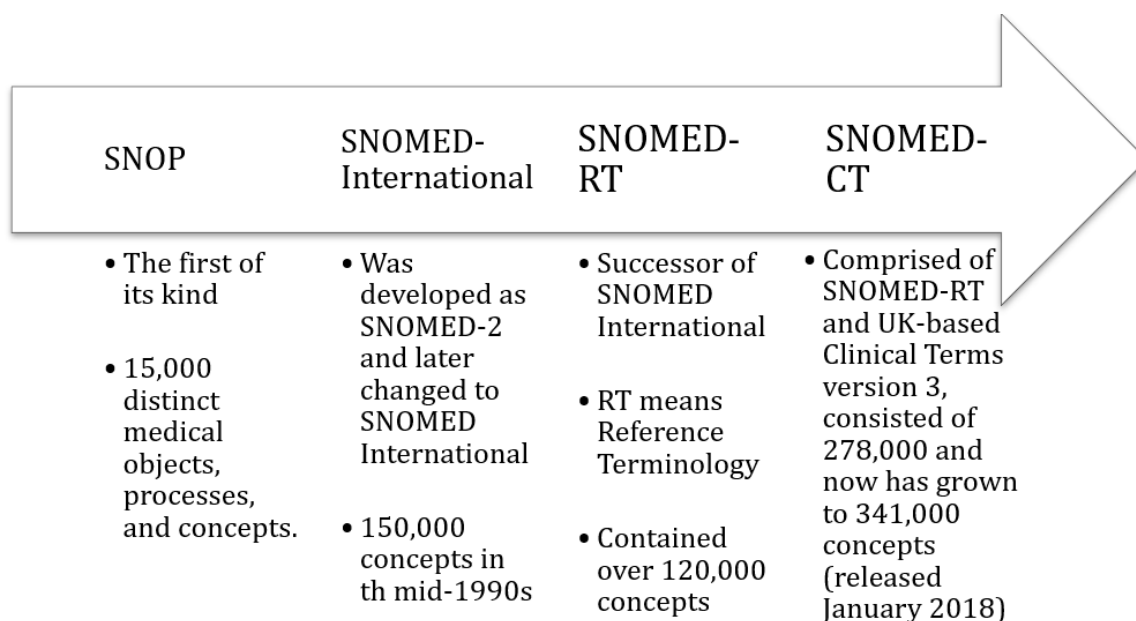 SNOP
SNOMED-
International
SNOMED-
RT
SNOMED-
CT
• The first of
its kind
• 15,000
distinct
medical
objects,
processes,
and concepts.
• Was
developed as
SNOMED-2
and later
changed to
SNOMED
International
• 150,000
concepts in
th mid-1990s
• Successor of
SNOMED
International
• RT means
Reference
Terminology
• Contained
over 120,000
concepts
• Comprised of
SNOMED-RT
and UK-based
Clinical Terms
version 3,
consisted of
278,000 and
now has grown
to 341,000
concepts
(released
January 2018)